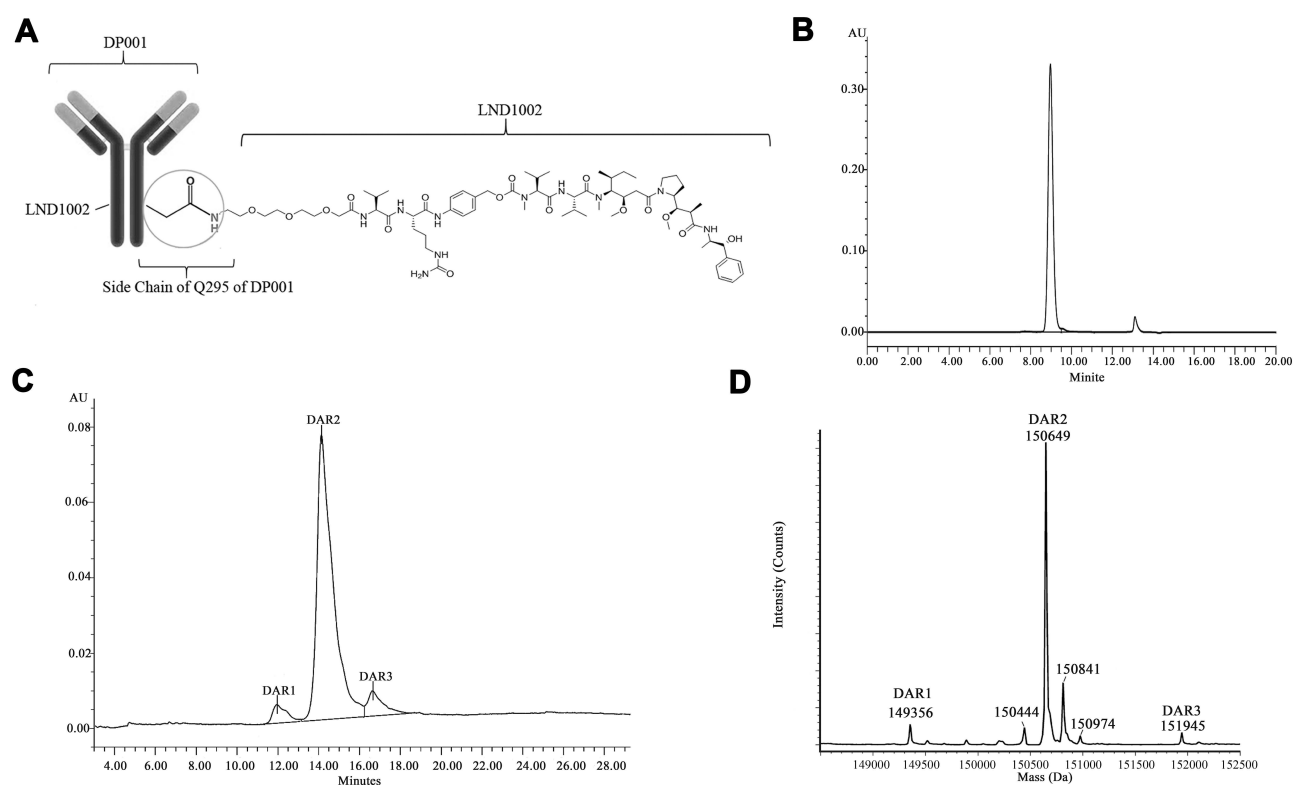 A
DP001
LND1002
LND1002
O
N
H
O
O
O
O
N
H
O
H
N
O
N
H
O
O
N
O
H
N
O
N
O
O
N
O
O
NH
OH
NH
H₂N
O
Side Chain of Q295 of DP001
B
AU
0.30
0.20
0.10
0.00
0.00 2.00 4.00 6.00 8.00 10.00 12.00 14.00 16.00 18.00 20.00
Minite
C
AU
DAR2
0.08
0.06
0.04
0.02
0.00
DAR1
DAR3
4.00 6.00 8.00 10.00 12.00 14.00 16.00 18.00 20.00 22.00 24.00 26.00 28.00
Minutes
D
DAR2
150649
Intensity (Counts)
150841
DAR1
149356
150444
150974
DAR3
151945
149000 149500 150000 150500 151000 151500 152000 152500
Mass (Da)